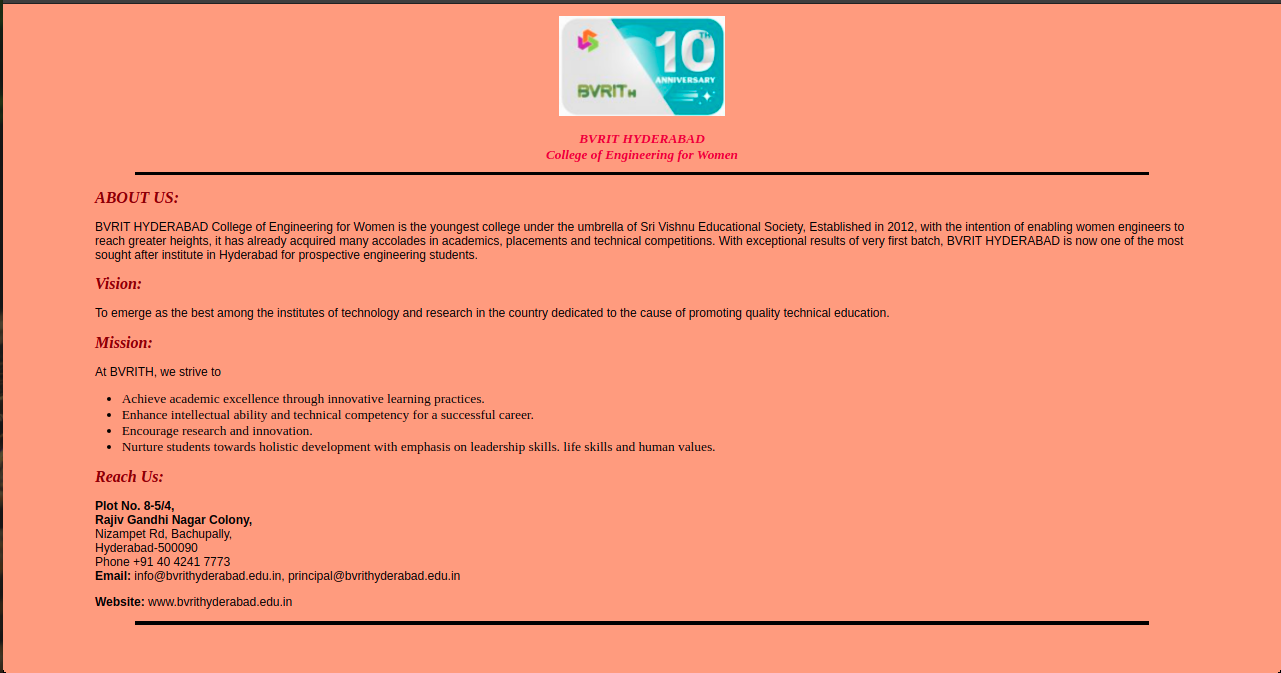 10TH
ANNIVERSARY
BVRITH
BVRIT HYDERABAD
College of Engineering for Women
ABOUT US:
BVRIT HYDERABAD College of Engineering for Women is the youngest college under the umbrella of Sri Vishnu Educational Society, Established in 2012, with the intention of enabling women engineers to
reach greater heights, it has already acquired many accolades in academics, placements and technical competitions. With exceptional results of very first batch, BVRIT HYDERABAD is now one of the most
sought after institute in Hyderabad for prospective engineering students.
Vision:
To emerge as the best among the institutes of technology and research in the country dedicated to the cause of promoting quality technical education.
Mission:
At BVRITH, we strive to
• Achieve academic excellence through innovative learning practices.
• Enhance intellectual ability and technical competency for a successful career.
• Encourage research and innovation.
• Nurture students towards holistic development with emphasis on leadership skills. life skills and human values.
Reach Us:
Plot No. 8-5/4,
Rajiv Gandhi Nagar Colony,
Nizampet Rd, Bachupally,
Hyderabad-500090
Phone +91 40 4241 7773
Email: info@bvrithyderabad.edu.in, principal@bvrithyderabad.edu.in
Website: www.bvrithyderabad.edu.in